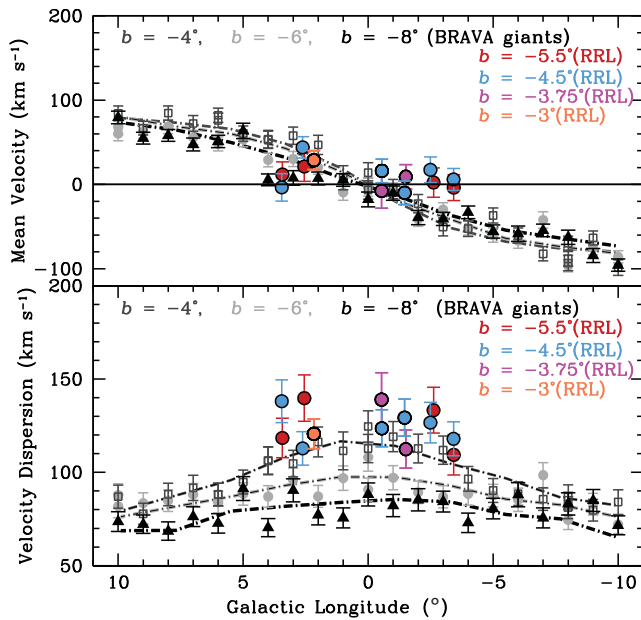 200
b = −4°, b = −6°, b = −8° (BRAVA giants)
b = −5.5°(RRL)
b = −4.5°(RRL)
b = −3.75°(RRL)
b = −3°(RRL)
100
0
−100
Mean Velocity (km s⁻¹)
200
b = −4°, b = −6°, b = −8° (BRAVA giants)
b = −5.5°(RRL)
b = −4.5°(RRL)
b = −3.75°(RRL)
b = −3°(RRL)
150
100
50
Velocity Dispersion (km s⁻¹)
10 5 0 −5 −10
Galactic Longitude (°)